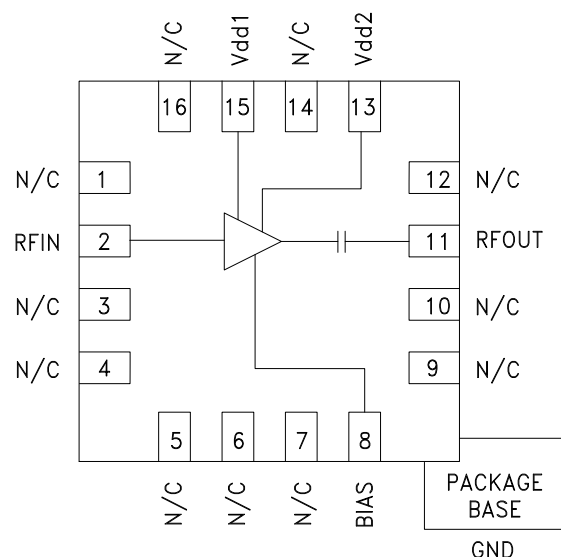 N/C
Vdd1
N/C
Vdd2
16
15
14
13
N/C
1
12
N/C
RFIN
2
11
RFOUT
N/C
3
10
N/C
N/C
4
9
N/C
5
6
7
8
N/C
N/C
N/C
BIAS
PACKAGE
BASE
GND